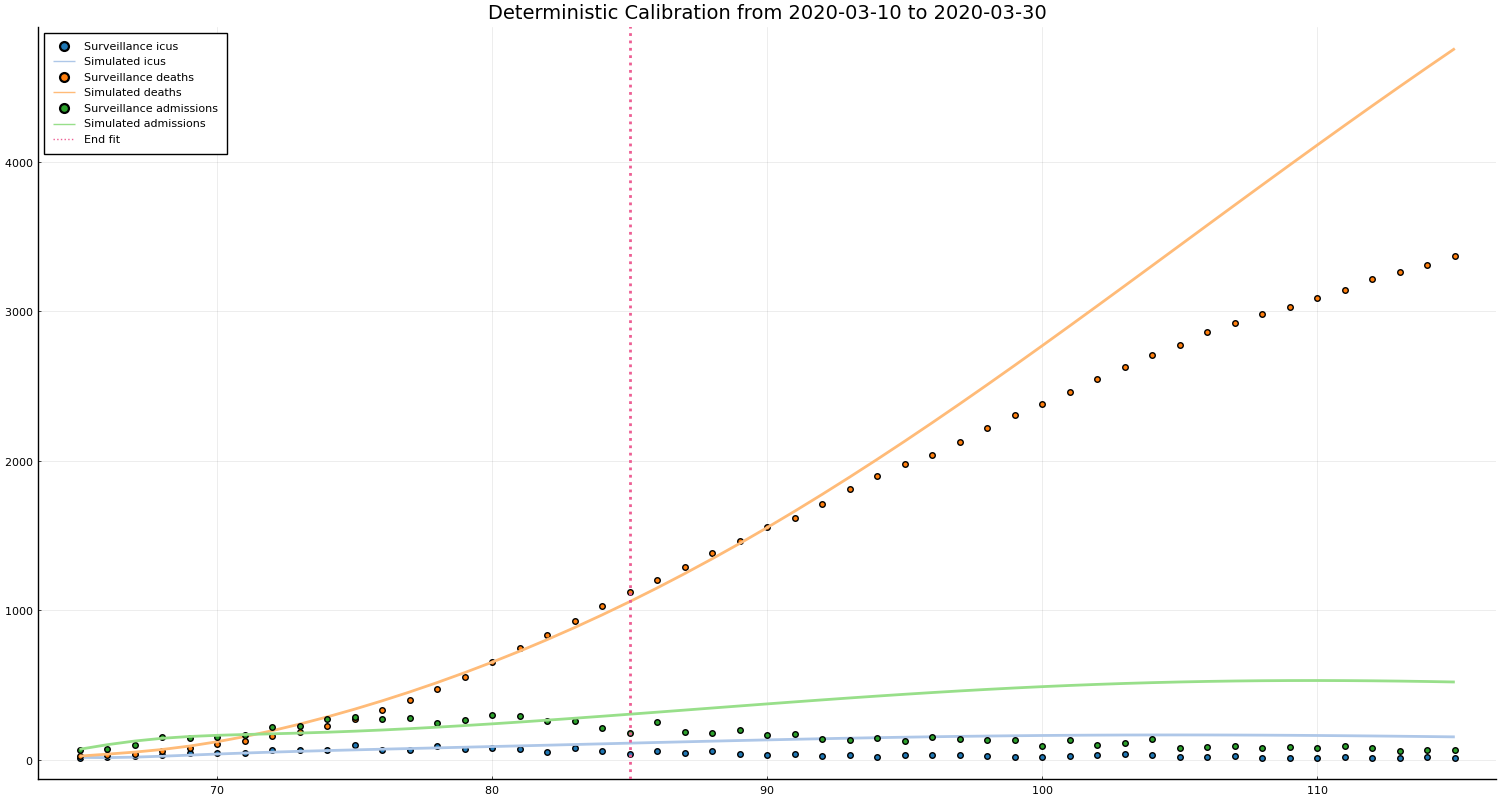 Deterministic Calibration from 2020-03-10 to 2020-03-30
Surveillance icus
Simulated icus
Surveillance deaths
Simulated deaths
Surveillance admissions
Simulated admissions
End fit
4000
3000
2000
1000
0
70 80 90 100 110